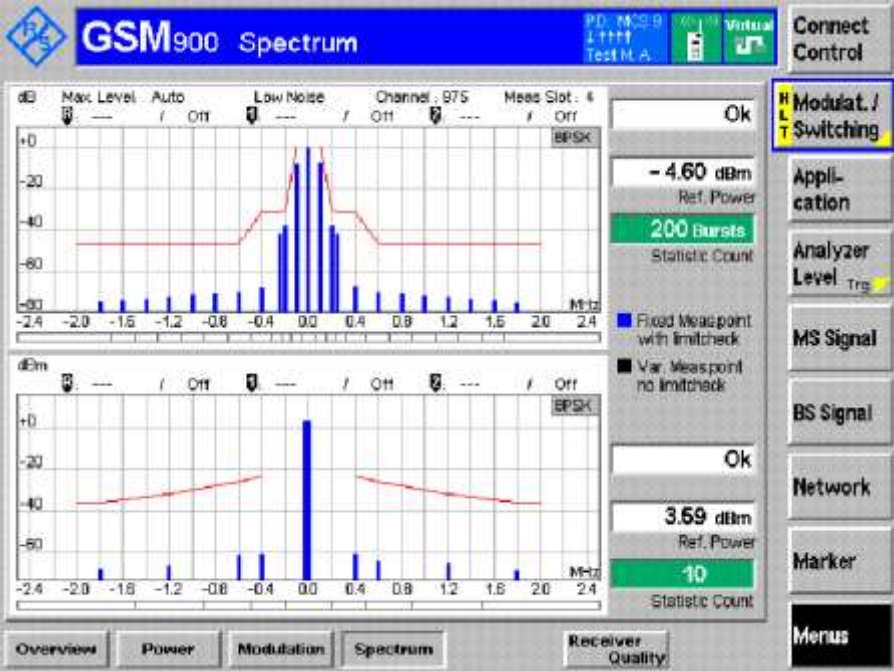 R&S
GSM900 Spectrum
P.D. MCS 9
Test M. A
Virtual
Connect
Control
dB Max. Level Auto Low Noise Channel: 975 Meas Slot: 4
R --- / Off 1 --- / Off 2 --- / Off
BPSK
+0
-20
-40
-60
-80
MHz
-2.4 -2.0 -1.6 -1.2 -0.8 -0.4 0.0 0.4 0.8 1.2 1.6 2.0 2.4
Ok
-4.60 dBm
Ref. Power
200 Bursts
Statistic Count
Fixed Measpoint
with limitcheck
Var. Measpoint
no limitcheck
dBm
R --- / Off 1 --- / Off 2 --- / Off
BPSK
+0
-20
-40
-60
MHz
-2.4 -2.0 -1.6 -1.2 -0.8 -0.4 0.0 0.4 0.8 1.2 1.6 2.0 2.4
Ok
3.59 dBm
Ref. Power
10
Statistic Count
HLT
Modulat. /
Switching
Appli-
cation
Analyzer
Level Trg
MS Signal
BS Signal
Network
Marker
Menus
Overview Power Modulation Spectrum Receiver Quality